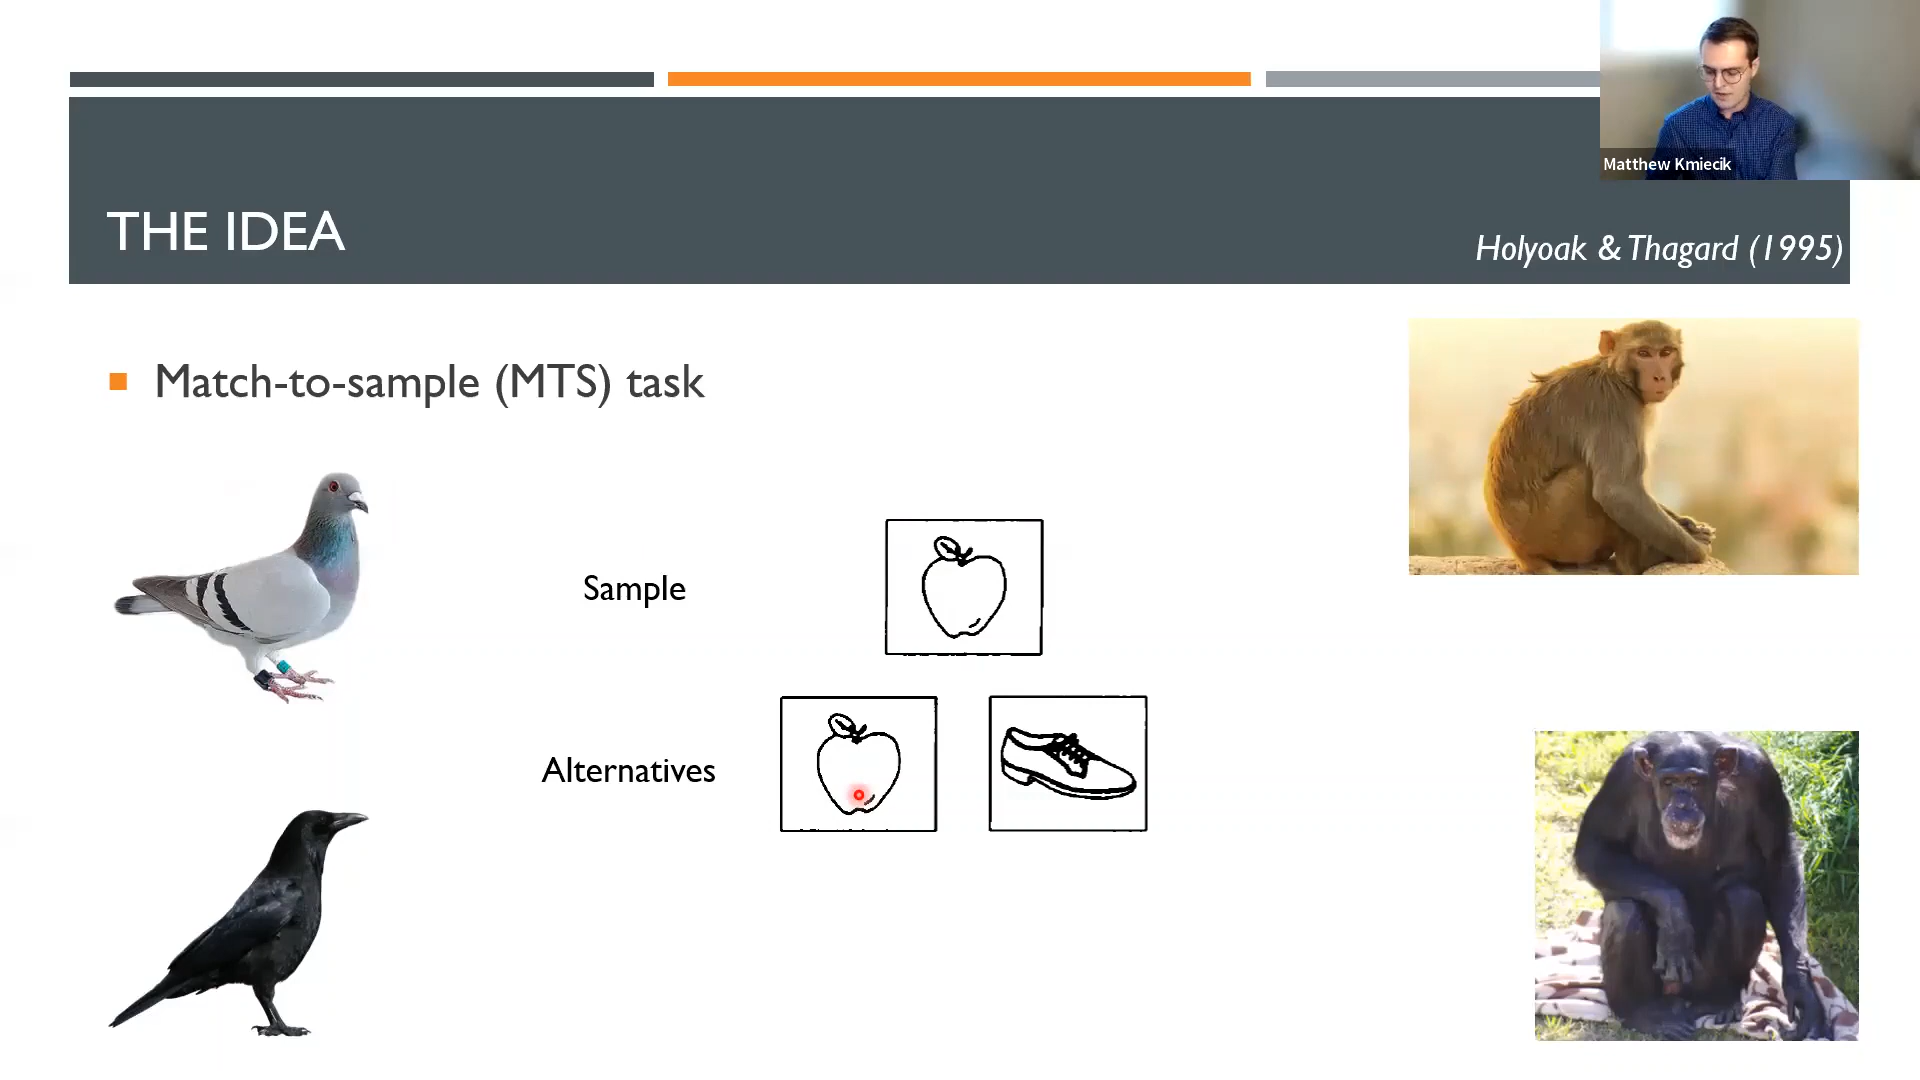 Matthew Kmiecik
THE IDEA
Holyoak & Thagard (1995)
Match-to-sample (MTS) task
Sample
Alternatives